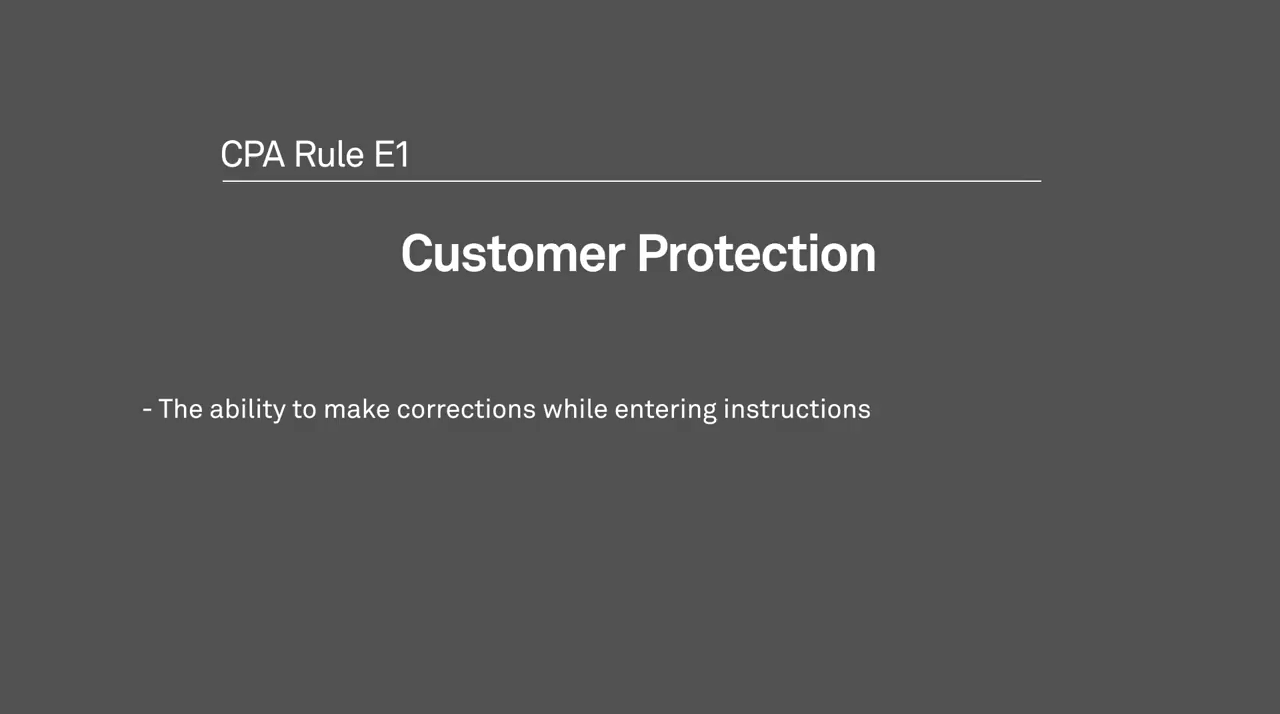 CPA Rule E1
Customer Protection
- The ability to make corrections while entering instructions